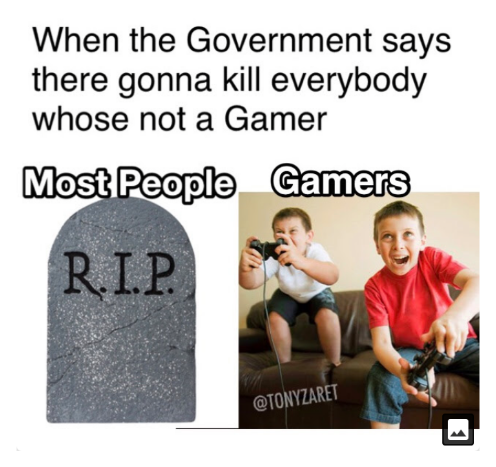 When the Government says
there gonna kill everybody
whose not a Gamer
Most People
Gamers
R.I.P.
@TONYZARET